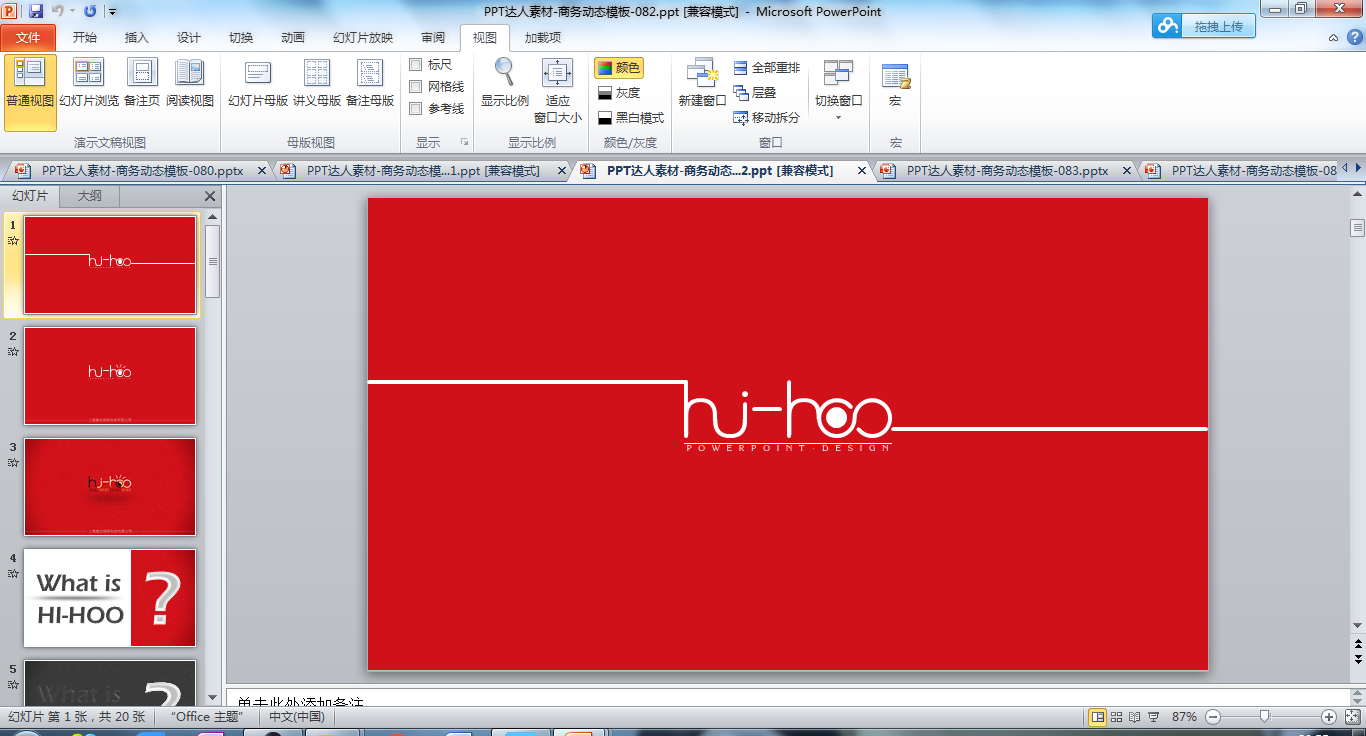 PPT达人素材-商务动态模板-082.ppt [兼容模式] - Microsoft PowerPoint
拖拽上传
文件 开始 插入 设计 切换 动画 幻灯片放映 审阅 视图 加载项
普通视图 幻灯片浏览 备注页 阅读视图
演示文稿视图
幻灯片母版 讲义母版 备注母版
母版视图
标尺
网格线
参考线
显示
显示比例 适应
窗口大小
显示比例
颜色
灰度
黑白模式
颜色/灰度
新建窗口
全部重排
层叠
移动拆分
切换窗口
窗口
宏
宏
PPT达人素材-商务动态模板-080.pptx PPT达人素材-商务动态模...1.ppt [兼容模式] PPT达人素材-商务动态...2.ppt [兼容模式] PPT达人素材-商务动态模板-083.pptx PPT达人素材-商务动态模板-08
幻灯片 大纲
1
hi-hoo
2
hi-hoo
3
hi-hoo
4
What is
HI-HOO
?
5
What is
?
hi-hoo
POWERPOINT·DESIGN
单击此处添加备注
幻灯片 第 1 张，共 20 张 "Office 主题" 中文(中国) 87%